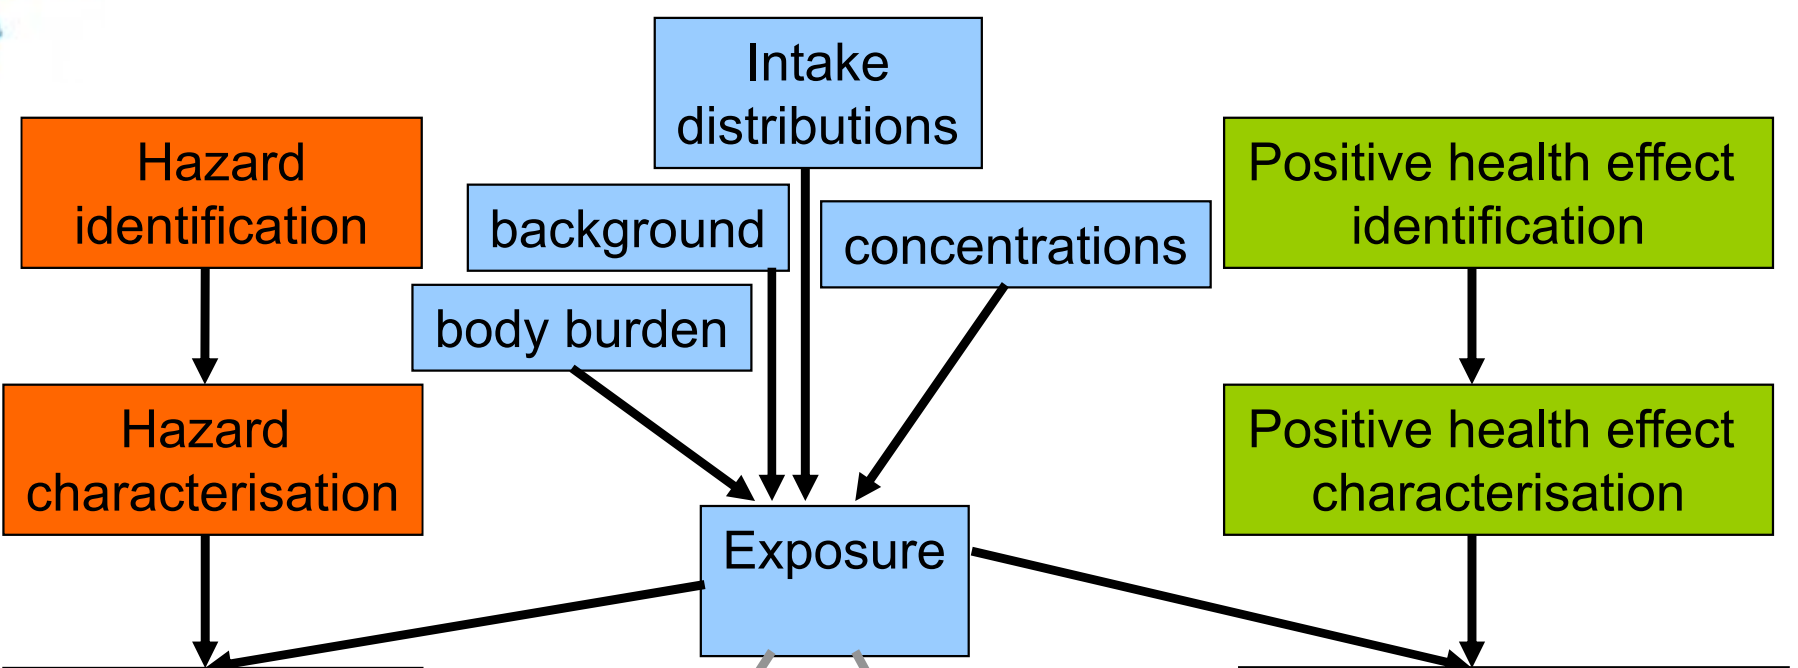 Intake
distributions
Hazard
identification
background
concentrations
Positive health effect
identification
body burden
Hazard
characterisation
Exposure
Positive health effect
characterisation